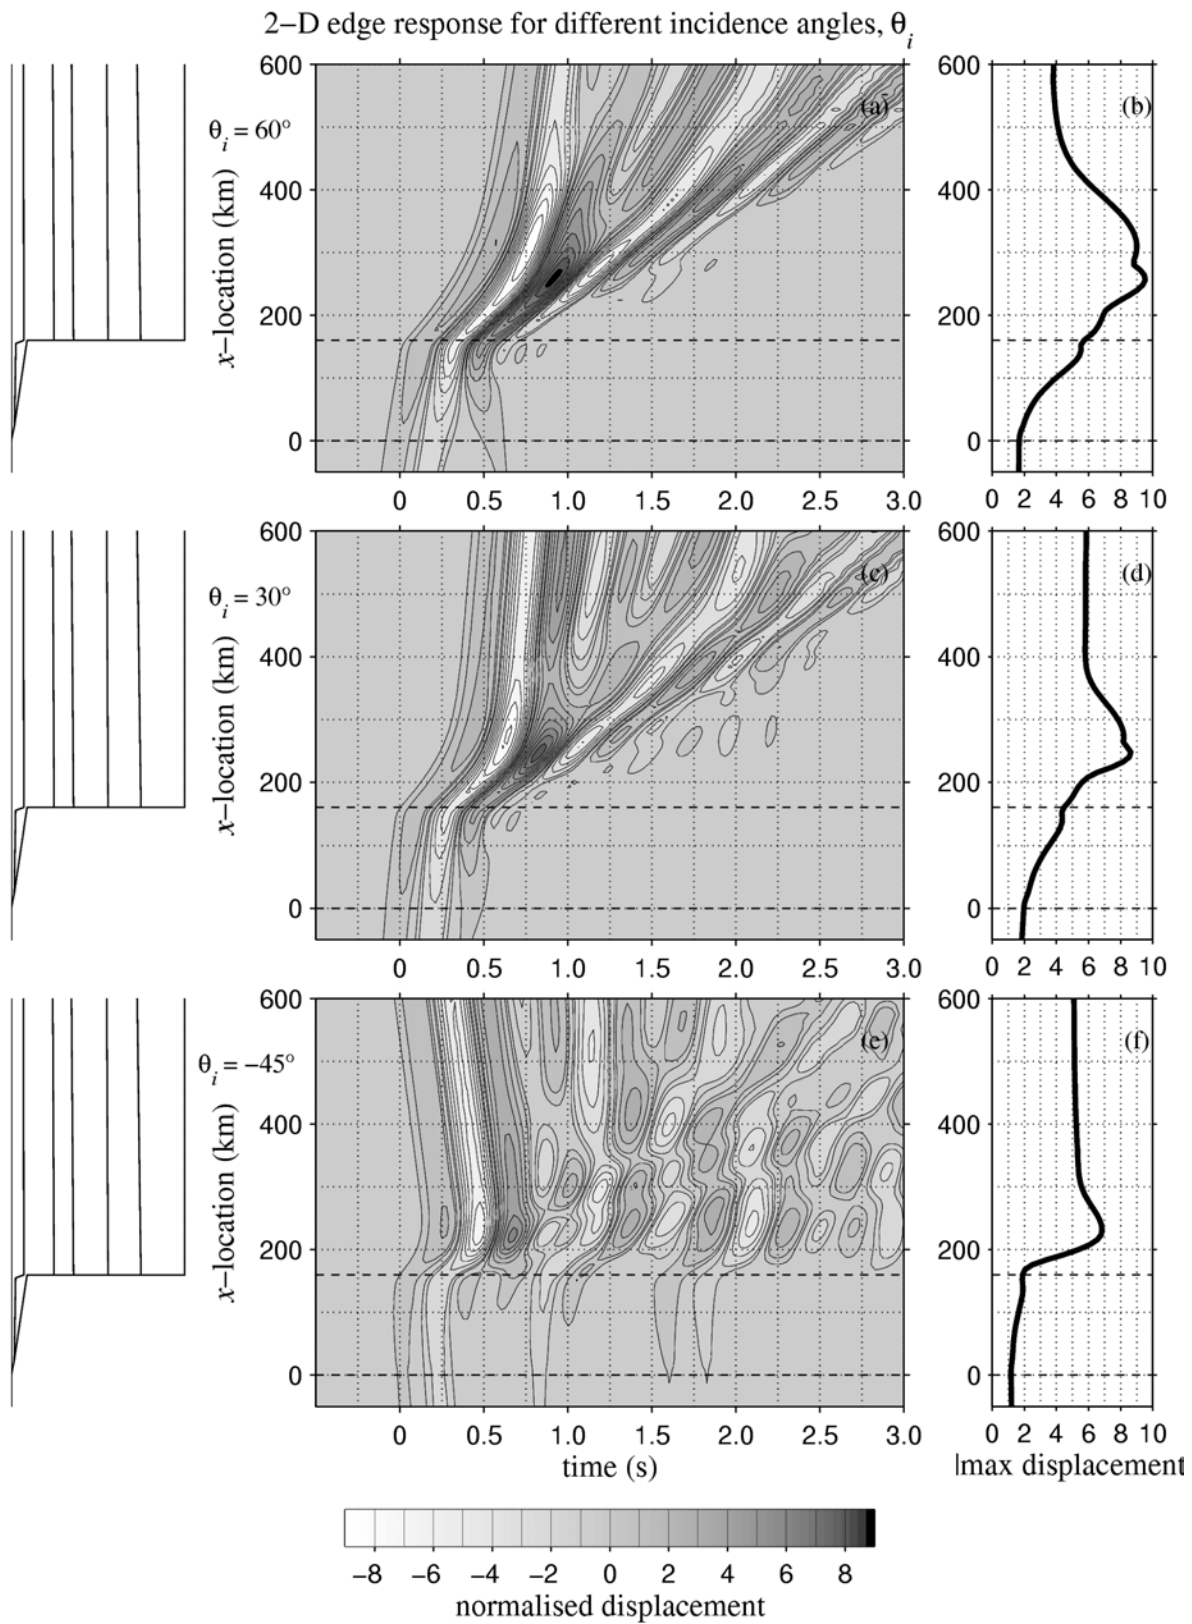 2−D edge response for different incidence angles, θi
600
400
200
0
x−location (km)
θi = 60°
(a)
0 0.5 1.0 1.5 2.0 2.5 3.0
600
400
200
0
(b)
0 2 4 6 8 10
600
400
200
0
x−location (km)
θi = 30°
(c)
0 0.5 1.0 1.5 2.0 2.5 3.0
600
400
200
0
(d)
0 2 4 6 8 10
600
400
200
0
x−location (km)
θi = −45°
(e)
0 0.5 1.0 1.5 2.0 2.5 3.0
time (s)
600
400
200
0
(f)
0 2 4 6 8 10
|max displacement
−8 −6 −4 −2 0 2 4 6 8
normalised displacement